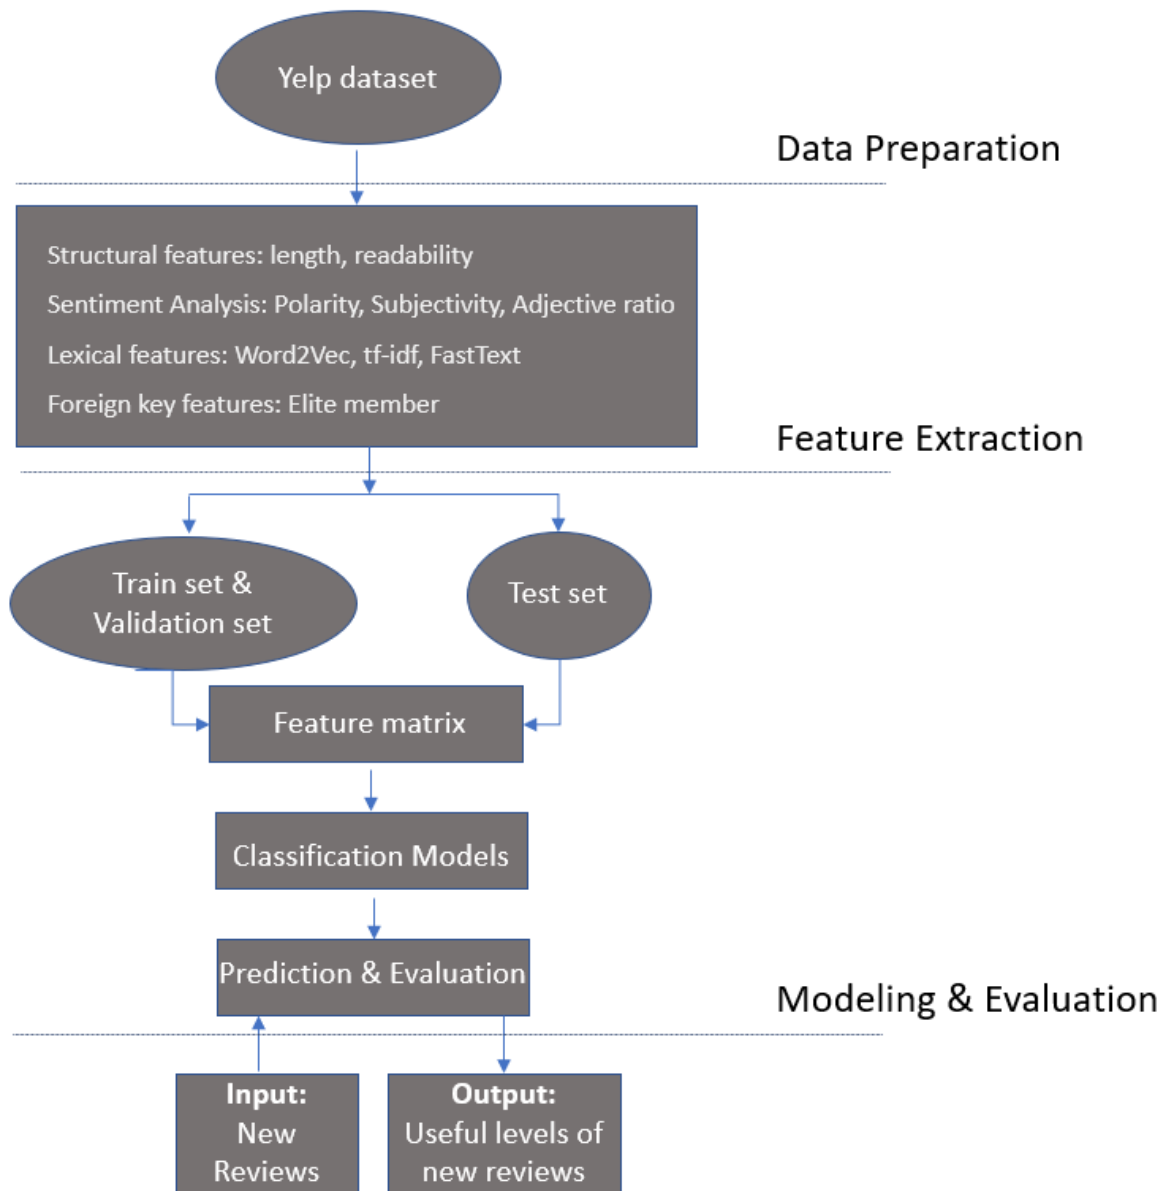 Yelp dataset
Data Preparation
Structural features: length, readability
Sentiment Analysis: Polarity, Subjectivity, Adjective ratio
Lexical features: Word2Vec, tf-idf, FastText
Foreign key features: Elite member
Feature Extraction
Train set &
Validation set
Test set
Feature matrix
Classification Models
Prediction & Evaluation
Modeling & Evaluation
Input:
New
Reviews
Output:
Useful levels of
new reviews